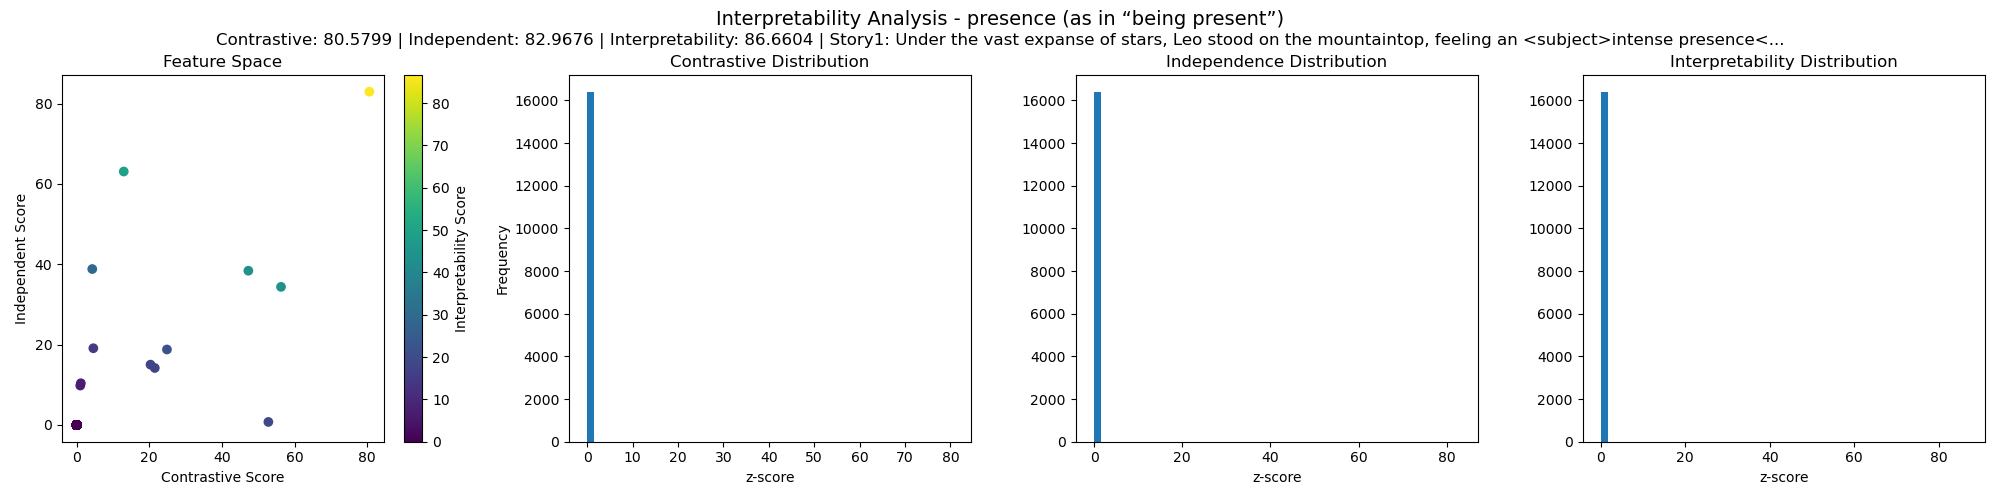 Interpretability Analysis - presence (as in “being present”)
Contrastive: 80.5799 | Independent: 82.9676 | Interpretability: 86.6604 | Story1: Under the vast expanse of stars, Leo stood on the mountaintop, feeling an <subject>intense presence<...
Feature Space
80
60
40
20
0
Independent Score
0 20 40 60 80
Contrastive Score
80
70
60
50
40
30
20
10
0
Interpretability Score
Contrastive Distribution
16000
14000
12000
10000
8000
6000
4000
2000
0
Frequency
0 10 20 30 40 50 60 70 80
z-score
Independence Distribution
16000
14000
12000
10000
8000
6000
4000
2000
0
0 20 40 60 80
z-score
Interpretability Distribution
16000
14000
12000
10000
8000
6000
4000
2000
0
0 20 40 60 80
z-score